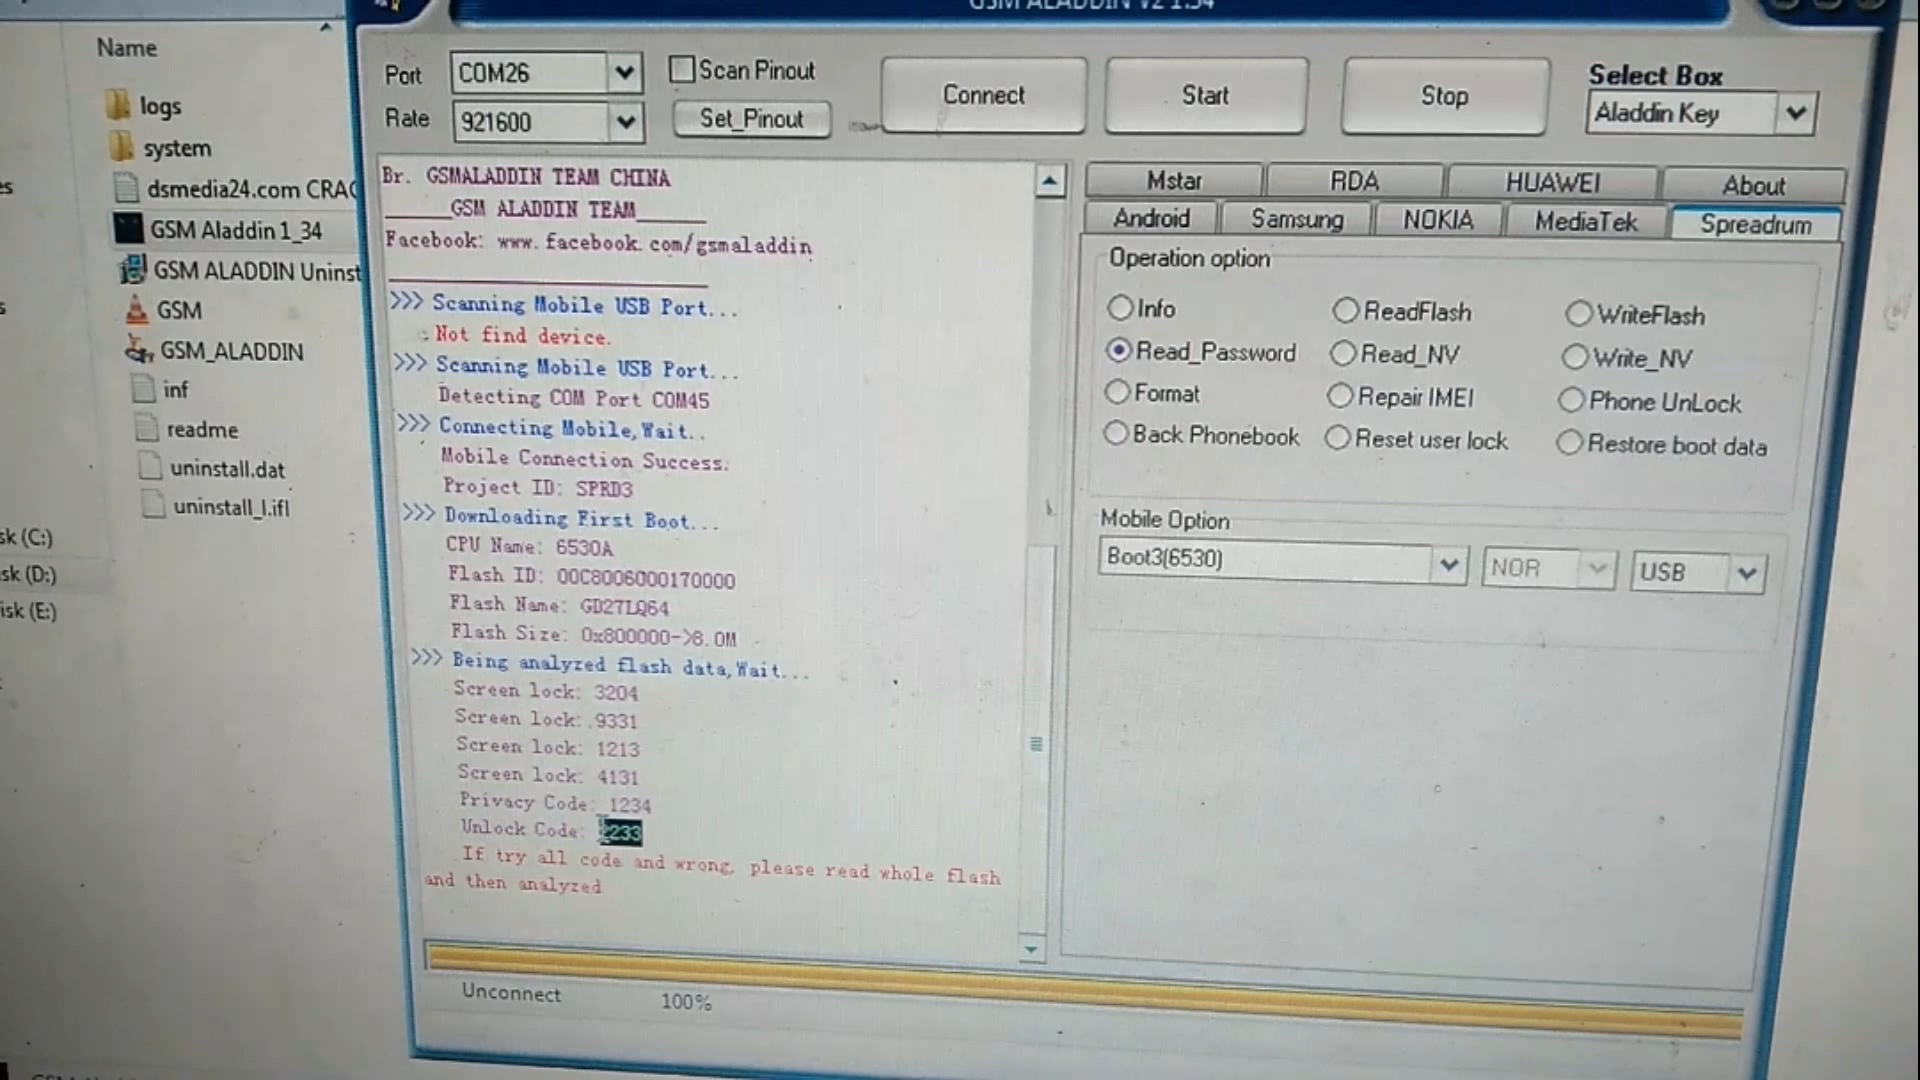 GSM ALADDIN V2 1.34
Name
logs
system
dsmedia24.com CRAC
GSM Aladdin 1_34
GSM ALADDIN Uninst
GSM
GSM_ALADDIN
inf
readme
uninstall.dat
uninstall_l.ifl
sk (C:)
sk (D:)
isk (E:)
Port
COM26
Scan Pinout
Rate
921600
Set_Pinout
Connect
Start
Stop
Select Box
Aladdin Key
Br. GSMALADDIN TEAM CHINA
______GSM ALADDIN TEAM______
Facebook: www.facebook.com/gsmaladdin
>>> Scanning Mobile USB Port...
Not find device.
>>> Scanning Mobile USB Port...
Detecting COM Port COM45
>>> Connecting Mobile,Wait..
Mobile Connection Success.
Project ID: SPRD3
>>> Downloading First Boot...
CPU Name: 6530A
Flash ID: 00C8006000170000
Flash Name: GD27LQ64
Flash Size: 0x800000->8.0M
>>> Being analyzed flash data,Wait...
Screen lock: 3204
Screen lock: 9331
Screen lock: 1213
Screen lock: 4131
Privacy Code: 1234
Unlock Code:
If try all code and wrong, please read whole flash
and then analyzed
Unconnect
100%
Mstar
RDA
HUAWEI
About
Android
Samsung
NOKIA
MediaTek
Spreadrum
Operation option
Info
ReadFlash
WriteFlash
Read_Password
Read_NV
Write_NV
Format
Repair IMEI
Phone UnLock
Back Phonebook
Reset user lock
Restore boot data
Mobile Option
Boot3(6530)
NOR
USB